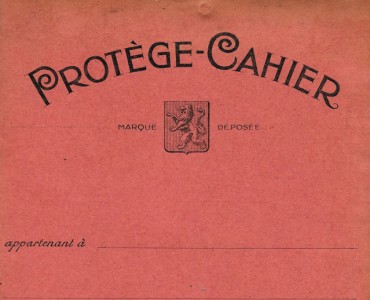 PROTÈGE-CAHIER
MARQUE DÉPOSÉE
appartenant à